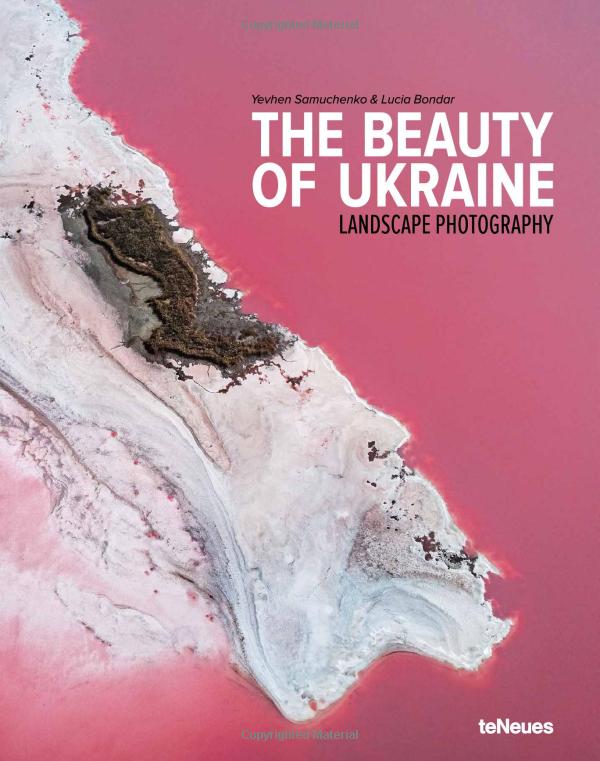 Copyrighted Material
Yevhen Samuchenko & Lucia Bondar
THE BEAUTY
OF UKRAINE
LANDSCAPE PHOTOGRAPHY
teNeues
Copyrighted Material